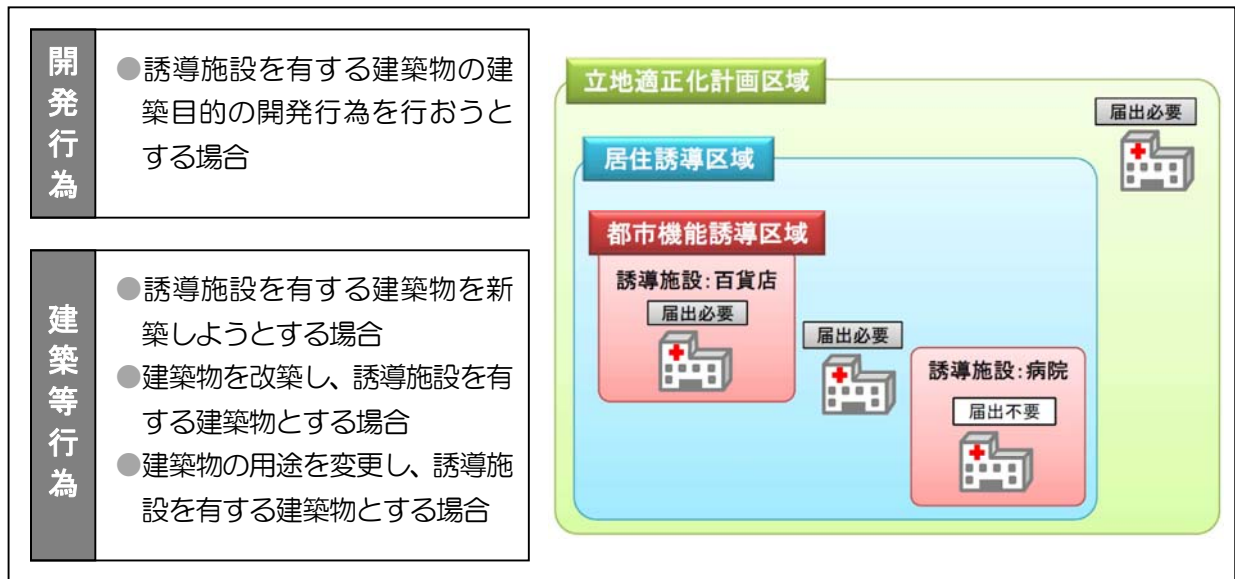 開発行為
●誘導施設を有する建築物の建
築目的の開発行為を行おうと
する場合
建築等行為
●誘導施設を有する建築物を新
築しようとする場合
●建築物を改築し、誘導施設を有
する建築物とする場合
●建築物の用途を変更し、誘導施
設を有する建築物とする場合
立地適正化計画区域
届出必要
居住誘導区域
都市機能誘導区域
誘導施設：百貨店
届出必要
届出必要
誘導施設：病院
届出不要